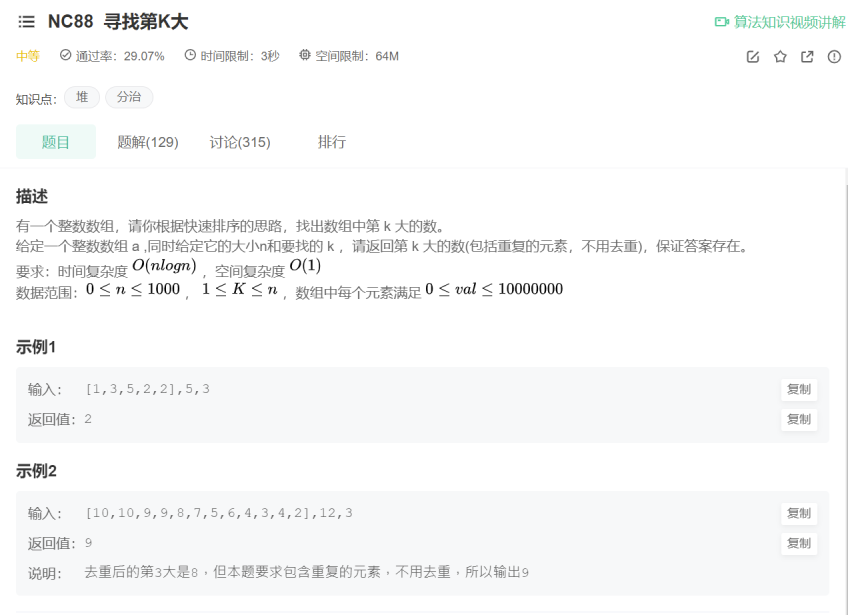 NC88 寻找第K大
算法知识视频讲解
中等 通过率：29.07% 时间限制：3秒 空间限制：64M
知识点： 堆 分治
题目 题解(129) 讨论(315) 排行
描述
有一个整数数组，请你根据快速排序的思路，找出数组中第 k 大的数。
给定一个整数数组 a ,同时给定它的大小n和要找的 k ，请返回第 k 大的数(包括重复的元素，不用去重)，保证答案存在。
要求：时间复杂度 O(nlogn) ，空间复杂度 O(1)
数据范围：0 ≤ n ≤ 1000 ， 1 ≤ K ≤ n ，数组中每个元素满足 0 ≤ val ≤ 10000000
示例1
输入： [1,3,5,2,2],5,3 复制
返回值：2 复制
示例2
输入： [10,10,9,9,8,7,5,6,4,3,4,2],12,3 复制
返回值：9 复制
说明： 去重后的第3大是8，但本题要求包含重复的元素，不用去重，所以输出9